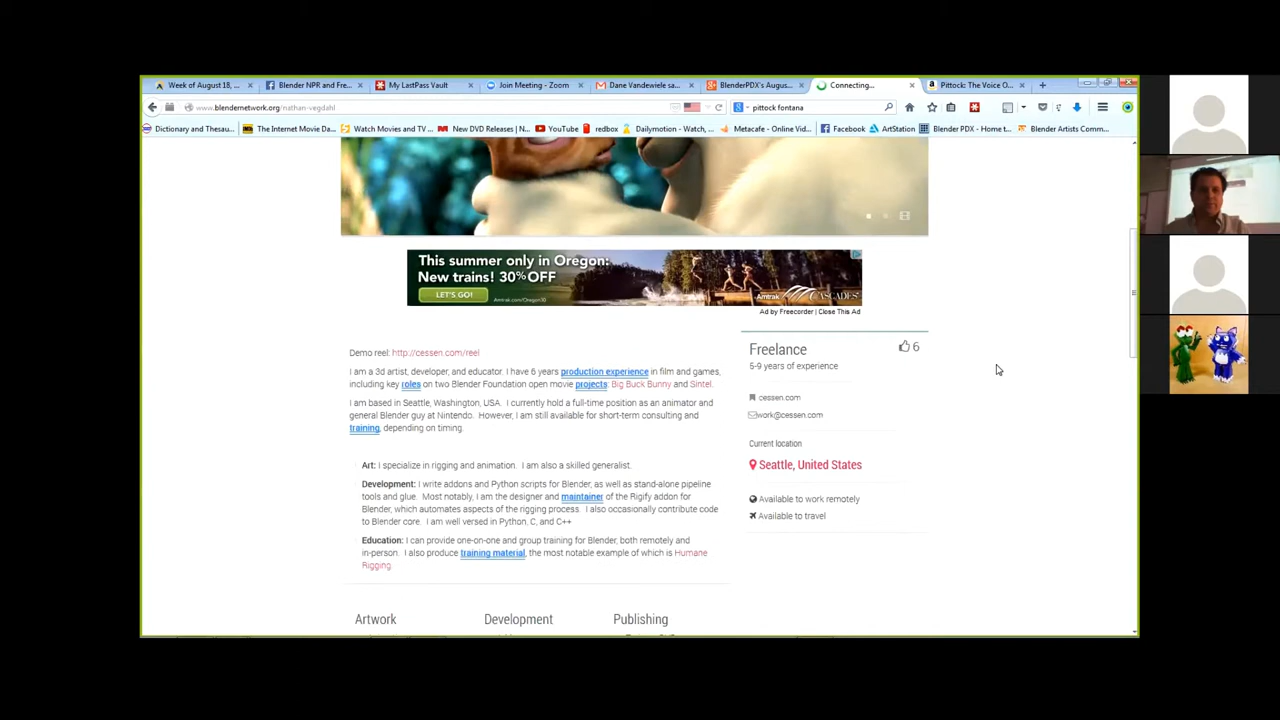 Week of August 18, ...
Blender NPR and Fre...
My LastPass Vault
Join Meeting - Zoom
Dane Vandewiele sa...
BlenderPDX's Augus...
Connecting...
Pittock: The Voice O...
www.blendernetwork.org/nathan-vegdahl
pittock fontana
Dictionary and Thesau...
The Internet Movie Da...
Watch Movies and TV ...
New DVD Releases | N...
YouTube
redbox
Dailymotion - Watch, ...
Metacafe - Online Vid...
Facebook
ArtStation
Blender PDX - Home t...
Blender Artists Comm...
This summer only in Oregon:
New trains! 30%OFF
LET'S GO!
Amtrak.com/Oregon30
Amtrak CASCADES
Ad by Freecorder | Close This Ad
Demo reel: http://cessen.com/reel
I am a 3d artist, developer, and educator. I have 6 years production experience in film and games,
including key roles on two Blender Foundation open movie projects: Big Buck Bunny and Sintel.
I am based in Seattle, Washington, USA. I currently hold a full-time position as an animator and
general Blender guy at Nintendo. However, I am still available for short-term consulting and
training, depending on timing.
Art: I specialize in rigging and animation. I am also a skilled generalist.
Development: I write addons and Python scripts for Blender, as well as stand-alone pipeline
tools and glue. Most notably, I am the designer and maintainer of the Rigify addon for
Blender, which automates aspects of the rigging process. I also occasionally contribute code
to Blender core. I am well versed in Python, C, and C++
Education: I can provide one-on-one and group training for Blender, both remotely and
in-person. I also produce training material, the most notable example of which is Humane
Rigging.
Freelance
6
5-9 years of experience
cessen.com
work@cessen.com
Current location
Seattle, United States
Available to work remotely
Available to travel
Artwork
Development
Publishing